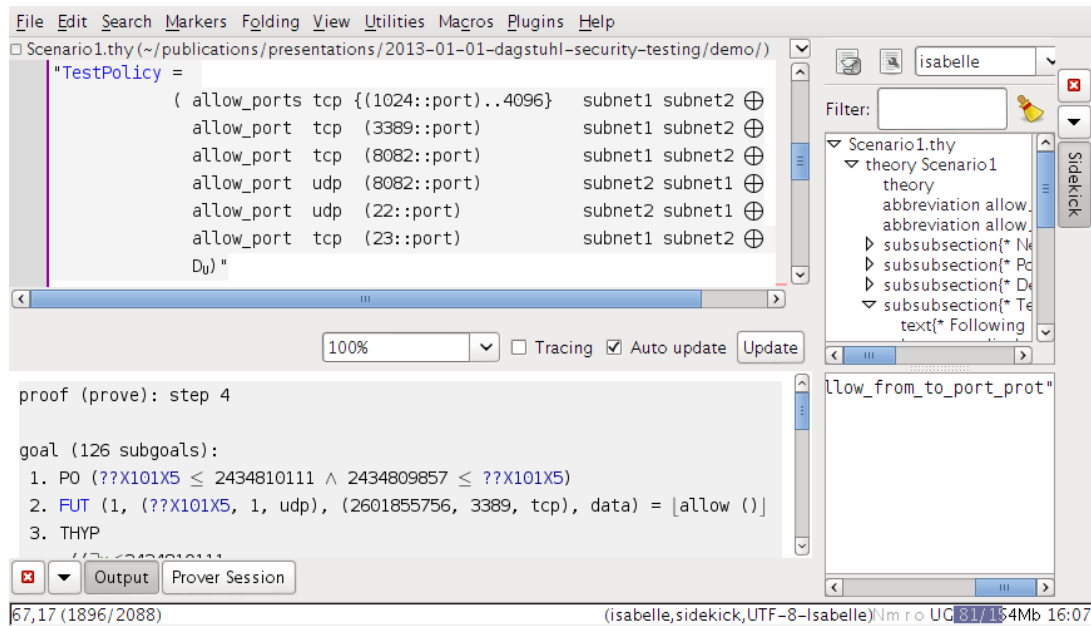 File Edit Search Markers Folding View Utilities Macros Plugins Help
Scenario1.thy (~/publications/presentations/2013-01-01-dagstuhl-security-testing/demo/)
"TestPolicy =
( allow_ports tcp {(1024::port)..4096} subnet1 subnet2 ⊕
allow_port tcp (3389::port) subnet1 subnet2 ⊕
allow_port tcp (8082::port) subnet1 subnet2 ⊕
allow_port udp (8082::port) subnet2 subnet1 ⊕
allow_port udp (22::port) subnet2 subnet1 ⊕
allow_port tcp (23::port) subnet1 subnet2 ⊕
D_U)"
100% Tracing Auto update Update
proof (prove): step 4
goal (126 subgoals):
1. PO (??X101X5 ≤ 2434810111 ∧ 2434809857 ≤ ??X101X5)
2. FUT (1, (??X101X5, 1, udp), (2601855756, 3389, tcp), data) = ⌊allow ()⌋
3. THYP
Output Prover Session
isabelle
Filter:
Scenario1.thy
theory Scenario1
theory
abbreviation allow_
abbreviation allow_
subsubsection{* Ne
subsubsection{* Po
subsubsection{* De
subsubsection{* Te
text{* Following
Sidekick
llow_from_to_port_prot"
67,17 (1896/2088) (isabelle,sidekick,UTF-8-Isabelle)Nm r o UG 81/154Mb 16:07